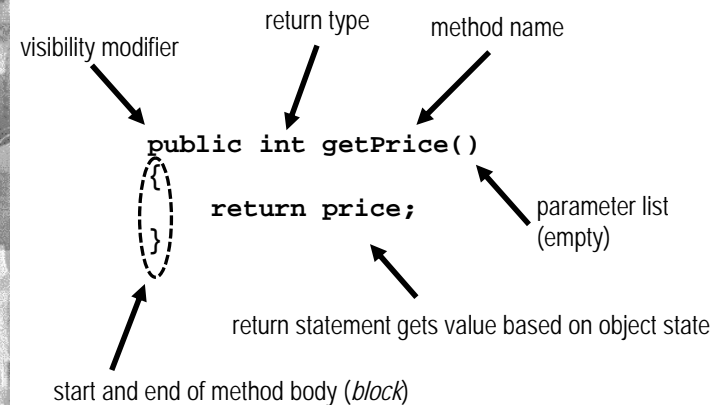 return type
method name
visibility modifier
public int getPrice()
{
return price;
}
parameter list
(empty)
return statement gets value based on object state
start and end of method body (block)